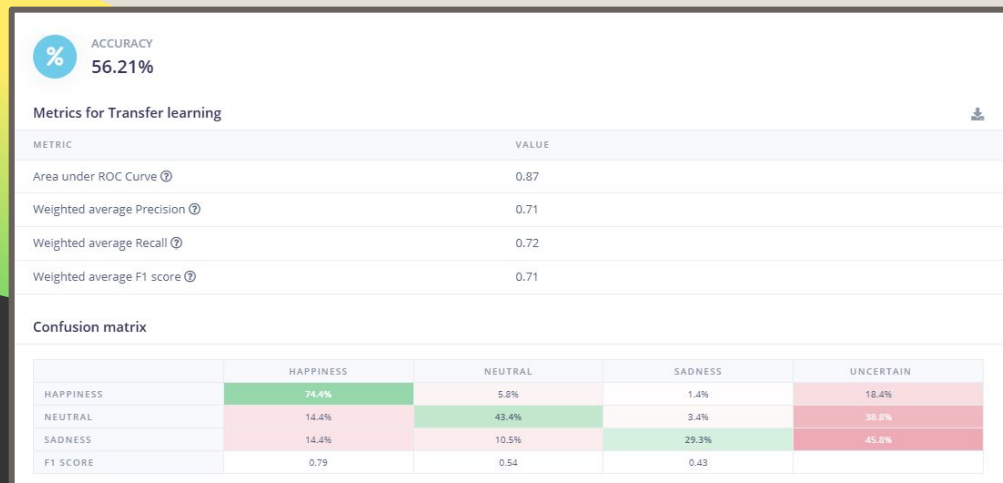 %
ACCURACY
56.21%
Metrics for Transfer learning
METRIC VALUE
Area under ROC Curve ? 0.87
Weighted average Precision ? 0.71
Weighted average Recall ? 0.72
Weighted average F1 score ? 0.71
Confusion matrix
HAPPINESS NEUTRAL SADNESS UNCERTAIN
HAPPINESS 74.4% 5.8% 1.4% 18.4%
NEUTRAL 14.4% 43.4% 3.4% 38.8%
SADNESS 14.4% 10.5% 29.3% 45.8%
F1 SCORE 0.79 0.54 0.43